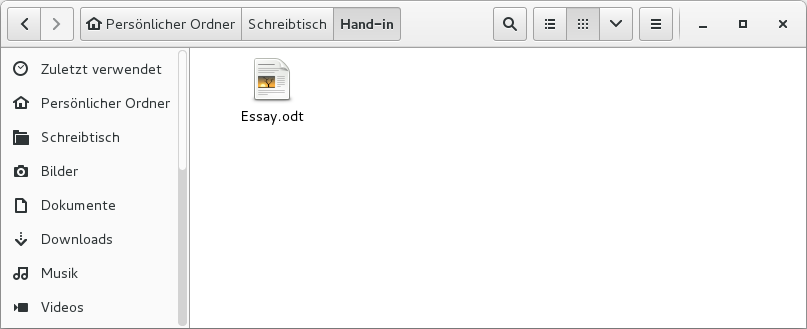 Persönlicher Ordner Schreibtisch Hand-in
Zuletzt verwendet
Persönlicher Ordner
Schreibtisch
Bilder
Dokumente
Downloads
Musik
Videos
Essay.odt